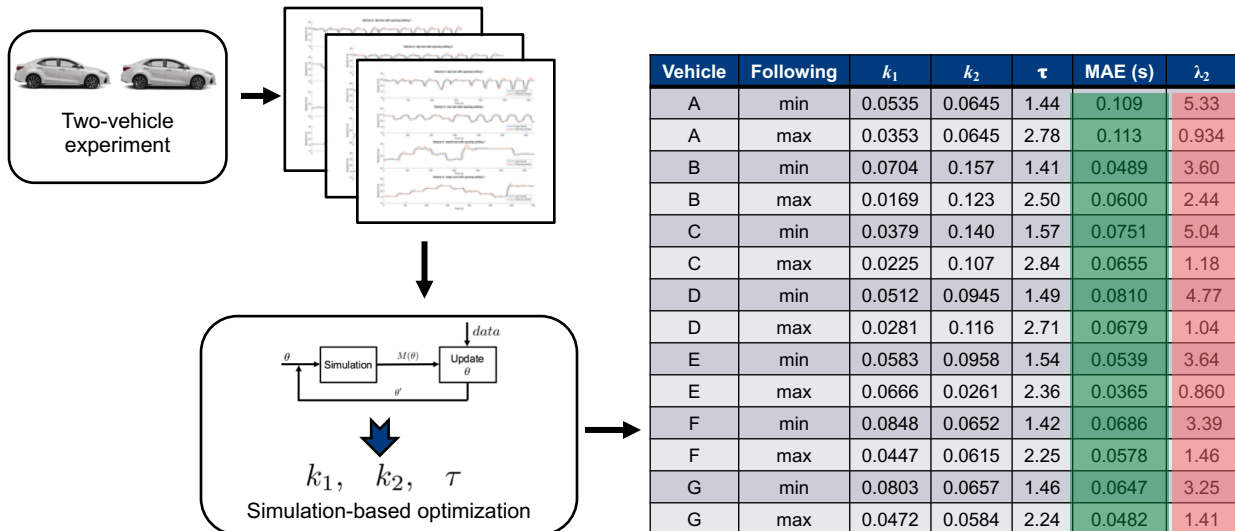 Two-vehicle
experiment
data
θ
Simulation
M(θ)
Update
θ
θ'
k₁, k₂, τ
Simulation-based optimization
Vehicle Following k₁ k₂ τ MAE (s) λ₂
A min 0.0535 0.0645 1.44 0.109 5.33
A max 0.0353 0.0645 2.78 0.113 0.934
B min 0.0704 0.157 1.41 0.0489 3.60
B max 0.0169 0.123 2.50 0.0600 2.44
C min 0.0379 0.140 1.57 0.0751 5.04
C max 0.0225 0.107 2.84 0.0655 1.18
D min 0.0512 0.0945 1.49 0.0810 4.77
D max 0.0281 0.116 2.71 0.0679 1.04
E min 0.0583 0.0958 1.54 0.0539 3.64
E max 0.0666 0.0261 2.36 0.0365 0.860
F min 0.0848 0.0652 1.42 0.0686 3.39
F max 0.0447 0.0615 2.25 0.0578 1.46
G min 0.0803 0.0657 1.46 0.0647 3.25
G max 0.0472 0.0584 2.24 0.0482 1.41